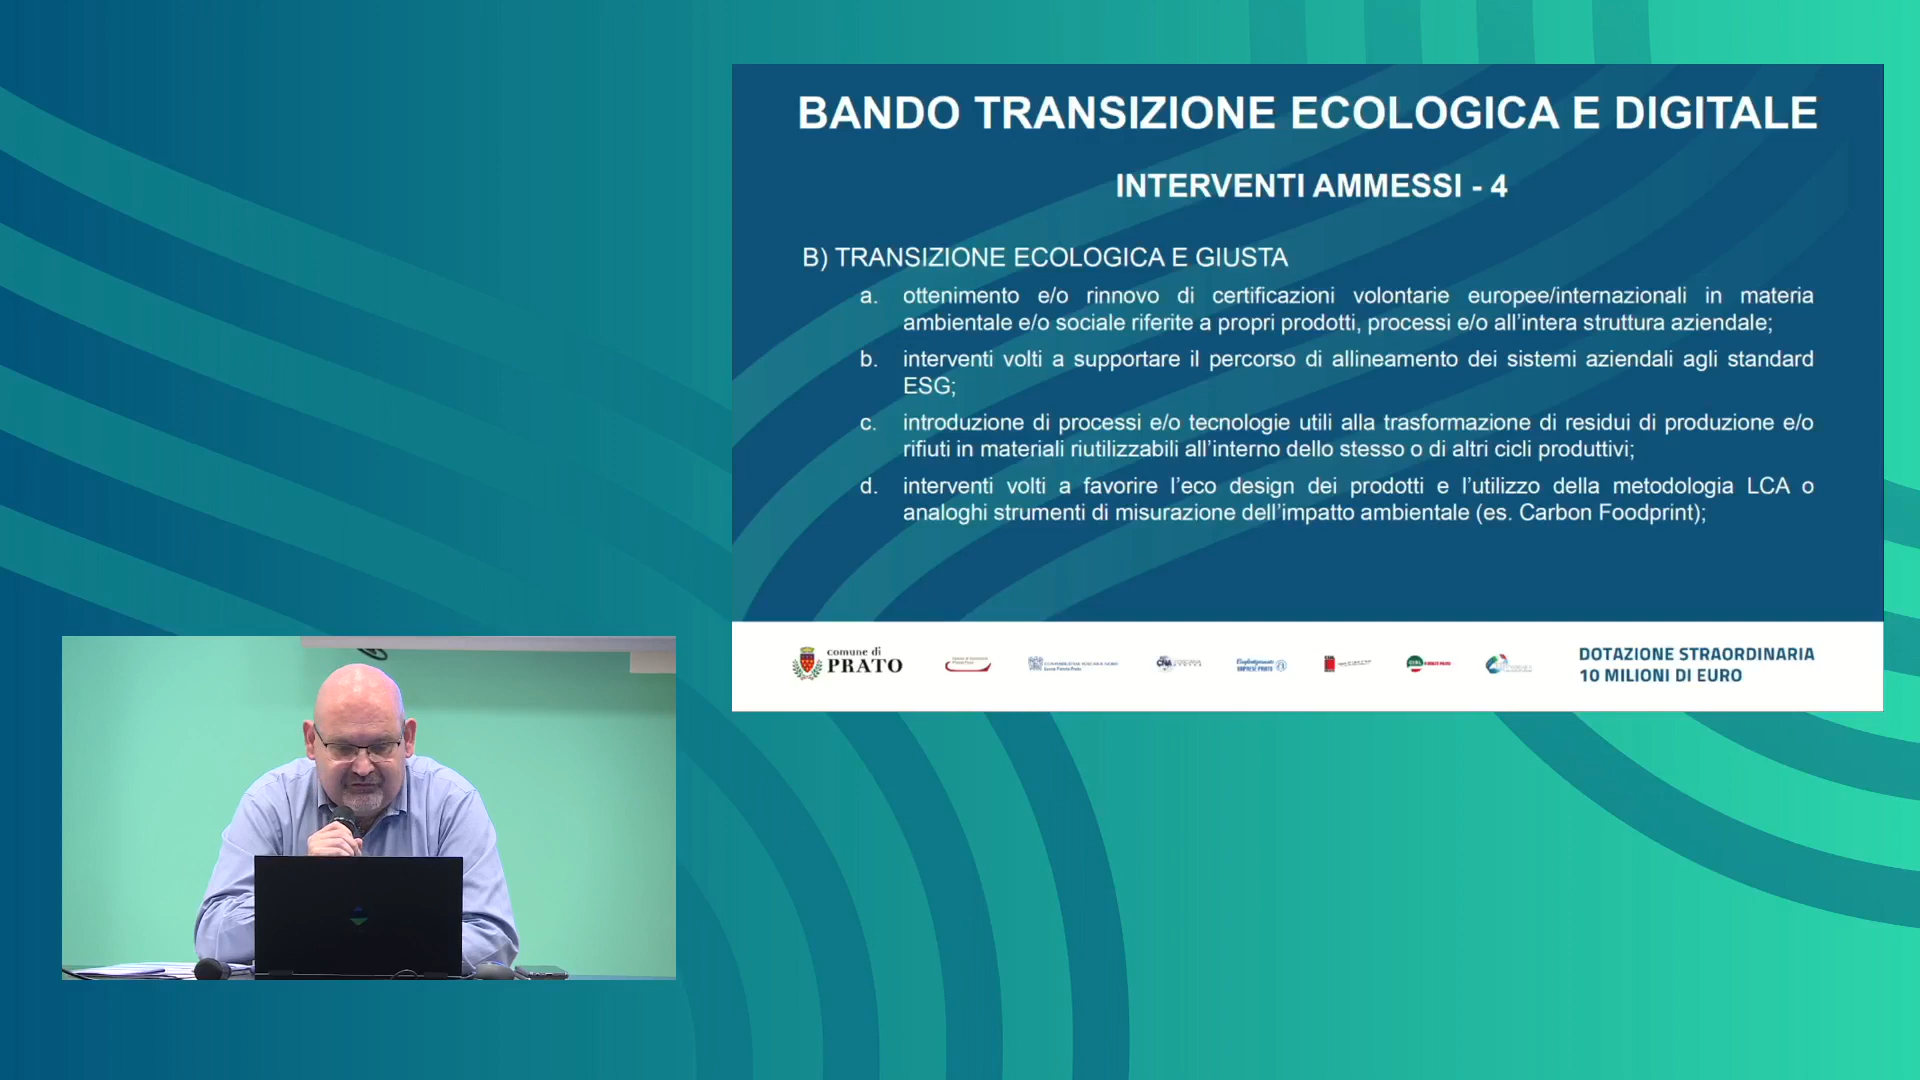 BANDO TRANSIZIONE ECOLOGICA E DIGITALE
INTERVENTI AMMESSI - 4
B) TRANSIZIONE ECOLOGICA E GIUSTA
a. ottenimento e/o rinnovo di certificazioni volontarie europee/internazionali in materia
ambientale e/o sociale riferite a propri prodotti, processi e/o all'intera struttura aziendale;
b. interventi volti a supportare il percorso di allineamento dei sistemi aziendali agli standard
ESG;
c. introduzione di processi e/o tecnologie utili alla trasformazione di residui di produzione e/o
rifiuti in materiali riutilizzabili all'interno dello stesso o di altri cicli produttivi;
d. interventi volti a favorire l'eco design dei prodotti e l'utilizzo della metodologia LCA o
analoghi strumenti di misurazione dell'impatto ambientale (es. Carbon Foodprint);
comune di
PRATO
CNA
DOTAZIONE STRAORDINARIA
10 MILIONI DI EURO